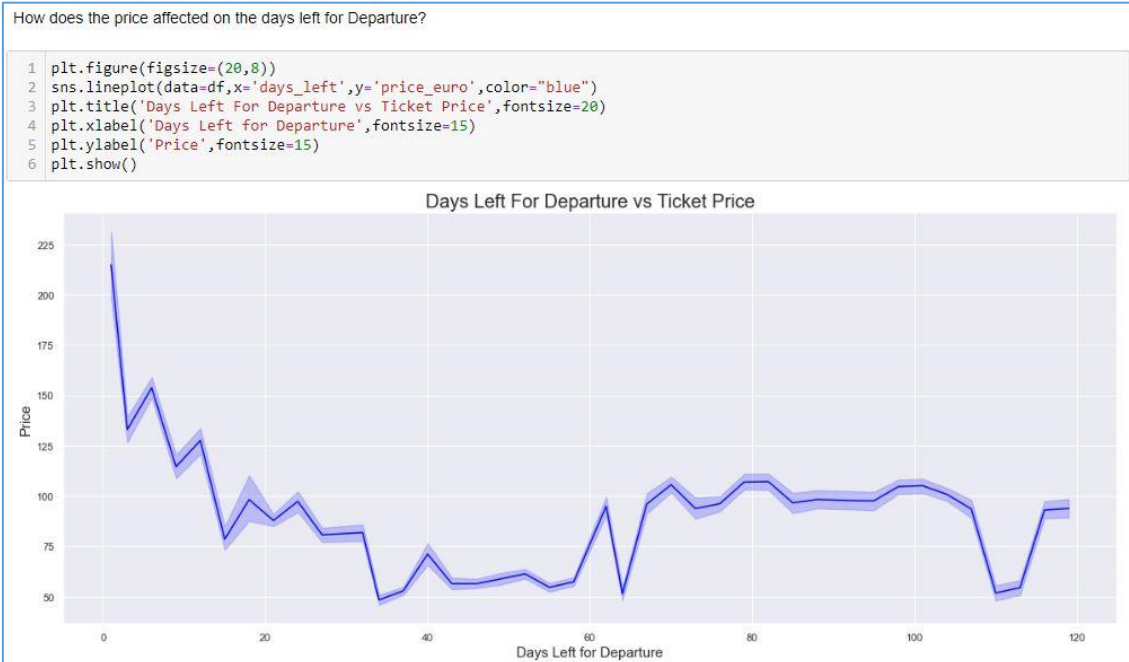 How does the price affected on the days left for Departure?
1 plt.figure(figsize=(20,8))
2 sns.lineplot(data=df,x='days_left',y='price_euro',color="blue")
3 plt.title('Days Left For Departure vs Ticket Price',fontsize=20)
4 plt.xlabel('Days Left for Departure',fontsize=15)
5 plt.ylabel('Price',fontsize=15)
6 plt.show()
Days Left For Departure vs Ticket Price
225
200
175
150
125
100
75
50
Price
0 20 40 60 80 100 120
Days Left for Departure